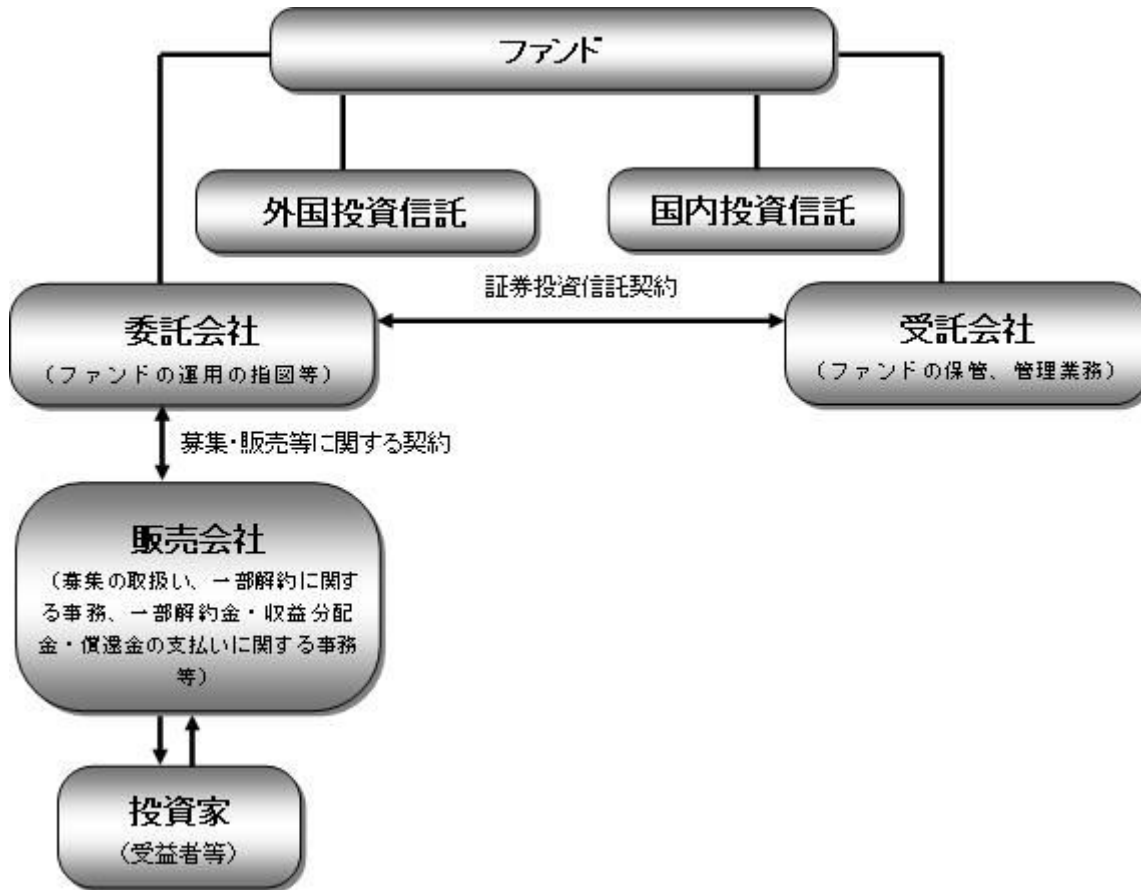 ファンド
外国投資信託
国内投資信託
証券投資信託契約
委託会社
（ファンドの運用の指図等）
受託会社
（ファンドの保管、管理業務）
募集・販売等に関する契約
販売会社
（募集の取扱い、一部解約に関す
る事務、一部解約金・収益分配
金・償還金の支払いに関する事務
等）
投資家
（受益者等）